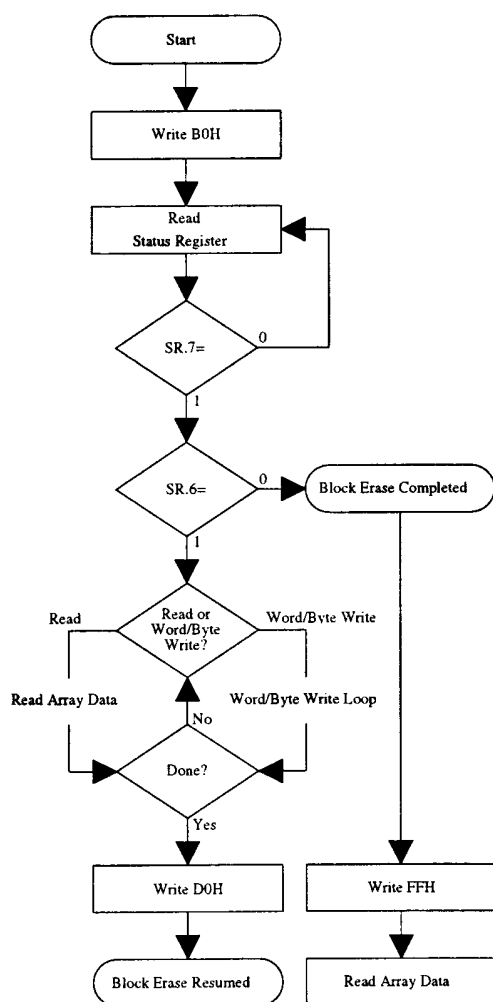 Start
Write B0H
Read
Status Register
SR.7=
0
1
SR.6=
0
Block Erase Completed
1
Read
Read or
Word/Byte
Write?
Word/Byte Write
Read Array Data
Word/Byte Write Loop
No
Done?
Yes
Write D0H
Write FFH
Block Erase Resumed
Read Array Data